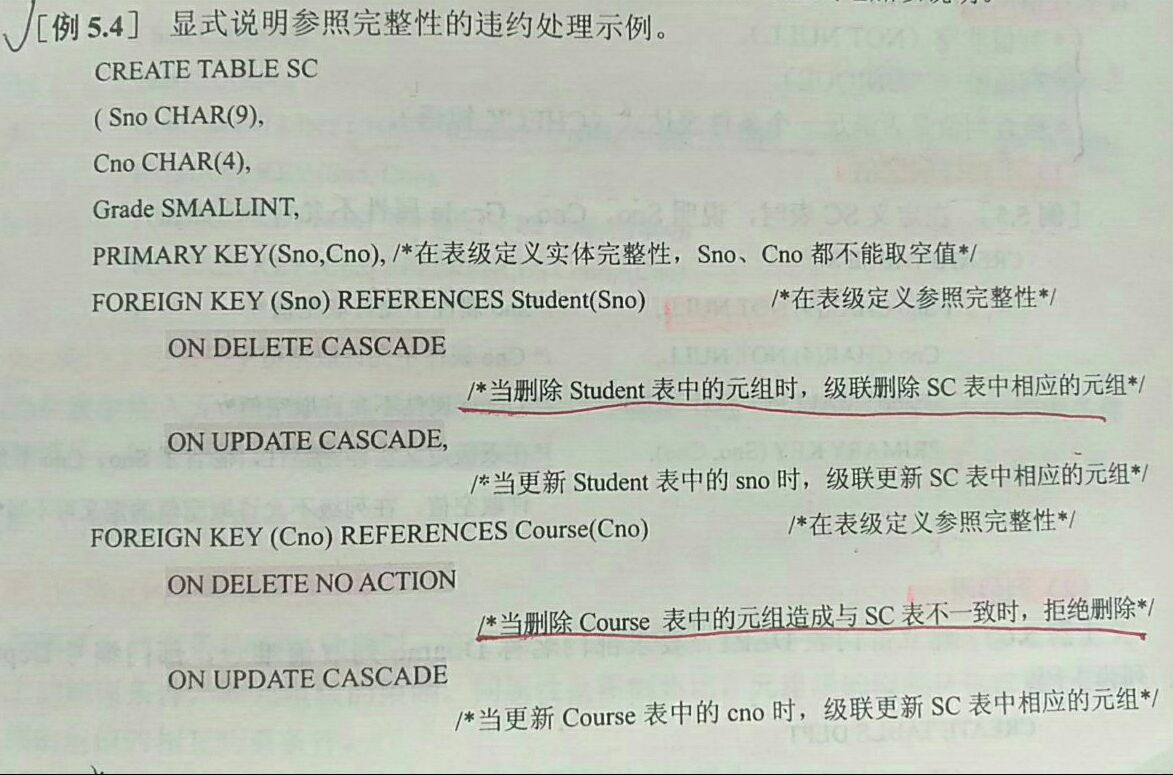 [例 5.4] 显式说明参照完整性的违约处理示例。
CREATE TABLE SC
( Sno CHAR(9),
Cno CHAR(4),
Grade SMALLINT,
PRIMARY KEY(Sno,Cno), /*在表级定义实体完整性，Sno、Cno 都不能取空值*/
FOREIGN KEY (Sno) REFERENCES Student(Sno) /*在表级定义参照完整性*/
ON DELETE CASCADE
/*当删除 Student 表中的元组时，级联删除 SC 表中相应的元组*/
ON UPDATE CASCADE,
/*当更新 Student 表中的 sno 时，级联更新 SC 表中相应的元组*/
FOREIGN KEY (Cno) REFERENCES Course(Cno) /*在表级定义参照完整性*/
ON DELETE NO ACTION
/*当删除 Course 表中的元组造成与 SC 表不一致时，拒绝删除*/
ON UPDATE CASCADE
/*当更新 Course 表中的 cno 时，级联更新 SC 表中相应的元组*/